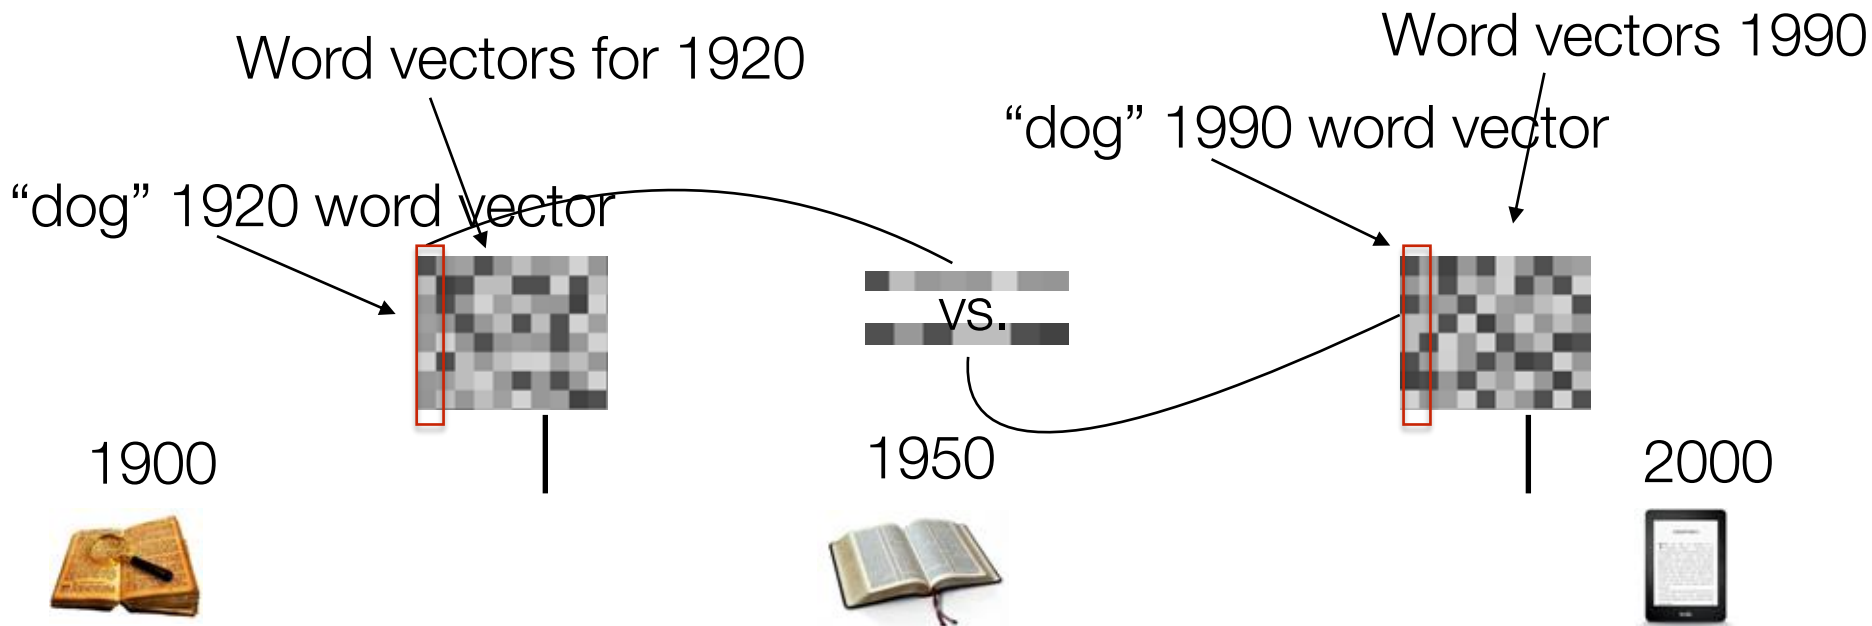 Word vectors for 1920
Word vectors 1990
“dog” 1920 word vector
“dog” 1990 word vector
vs.
1900
1950
2000